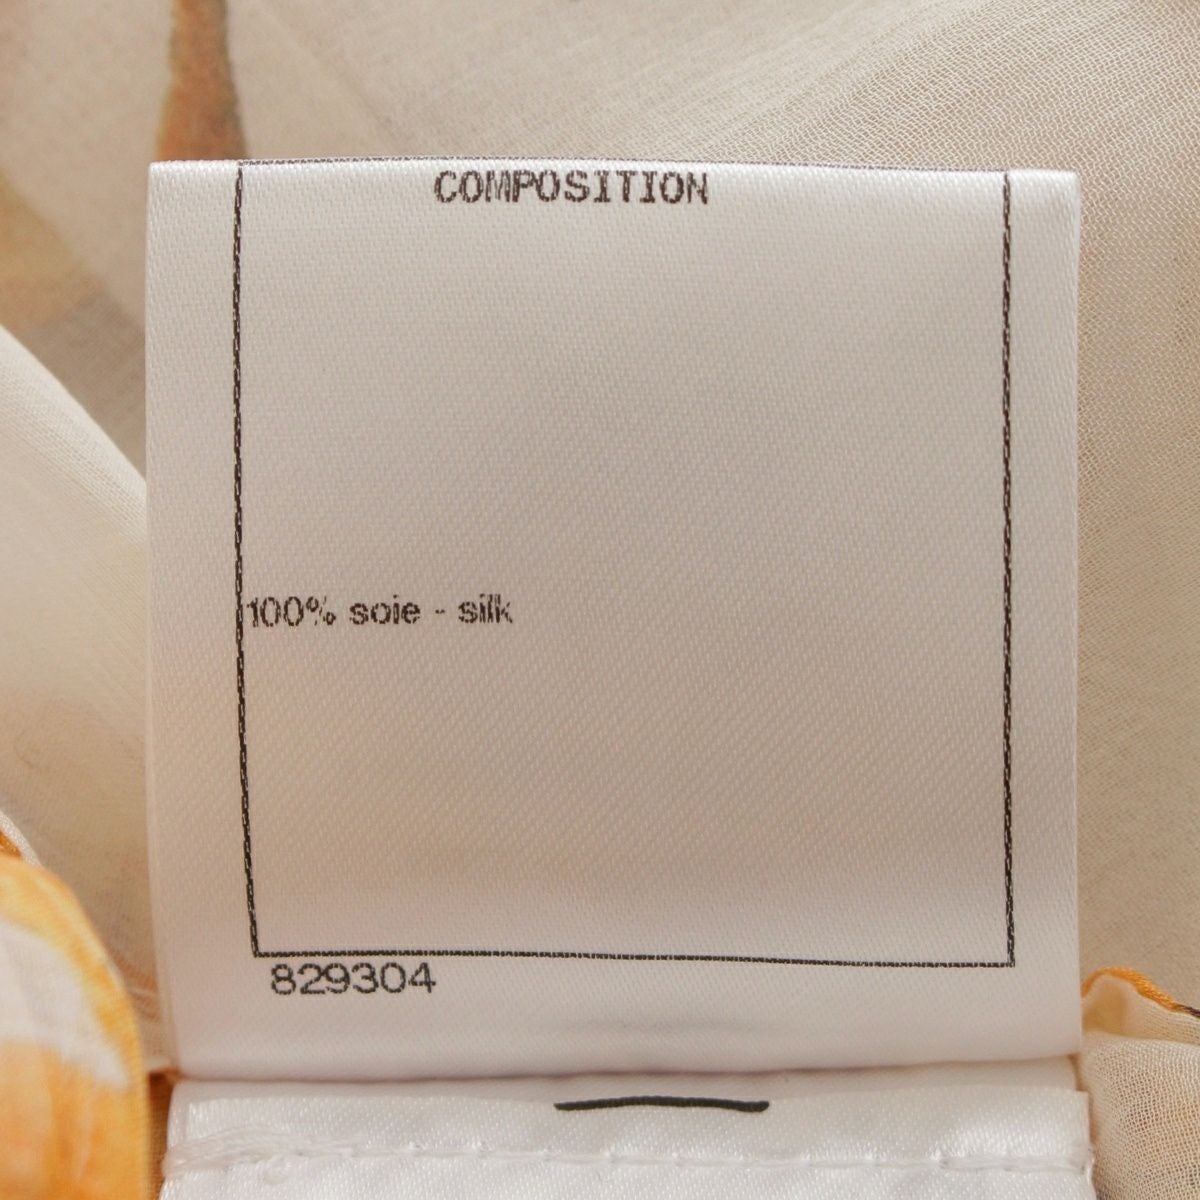 COMPOSITION
100% soie - silk
829304